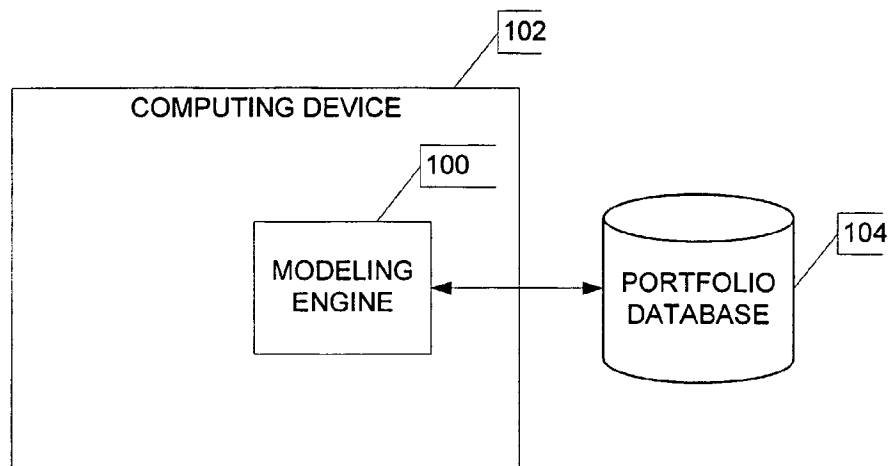 102
COMPUTING DEVICE
100
MODELING
ENGINE
104
PORTFOLIO
DATABASE